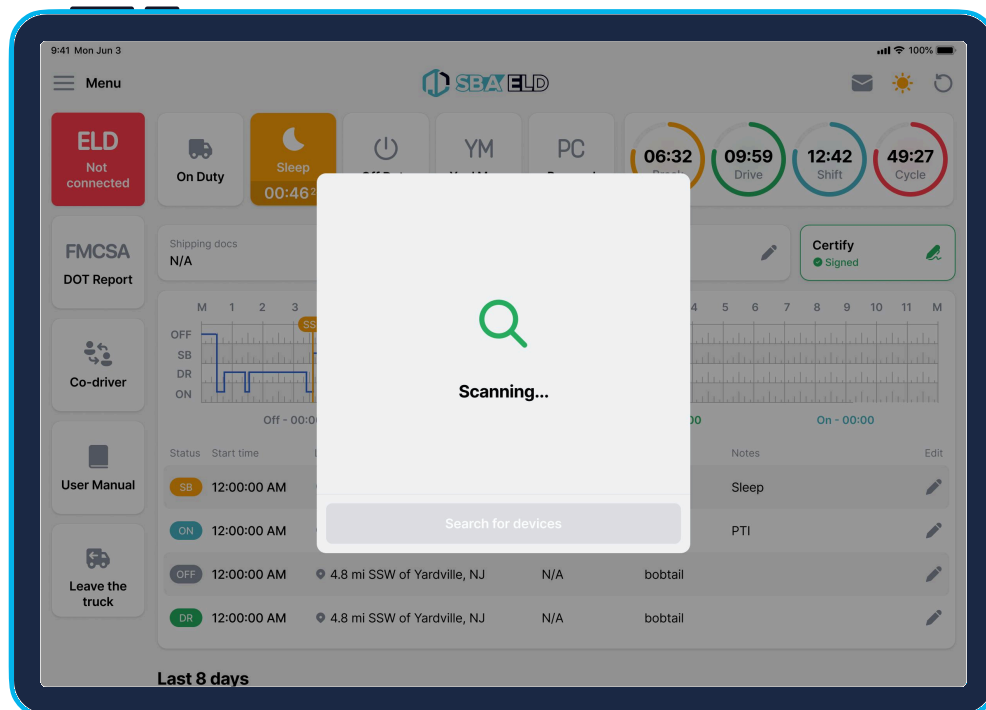 9:41 Mon Jun 3
100%
Menu
SBA ELD
ELD
Not
connected
On Duty
Sleep
00:46
YM
PC
06:32
09:59
Drive
12:42
Shift
49:27
Cycle
FMCSA
DOT Report
Shipping docs
N/A
Certify
Signed
Scanning...
Search for devices
M 1 2 3
4 5 6 7 8 9 10 11 M
OFF
SB
DR
ON
Off - 00:0
On - 00:00
Co-driver
Status Start time
Notes
Edit
User Manual
SB 12:00:00 AM
Sleep
ON 12:00:00 AM
PTI
OFF 12:00:00 AM 4.8 mi SSW of Yardville, NJ N/A bobtail
Leave the
truck
DR 12:00:00 AM 4.8 mi SSW of Yardville, NJ N/A bobtail
Last 8 days